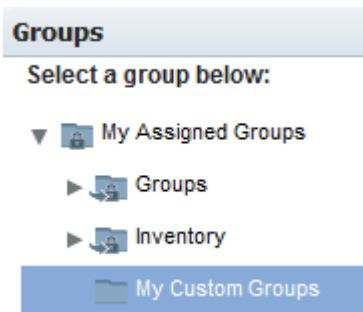 Groups
Select a group below:
My Assigned Groups
Groups
Inventory
My Custom Groups